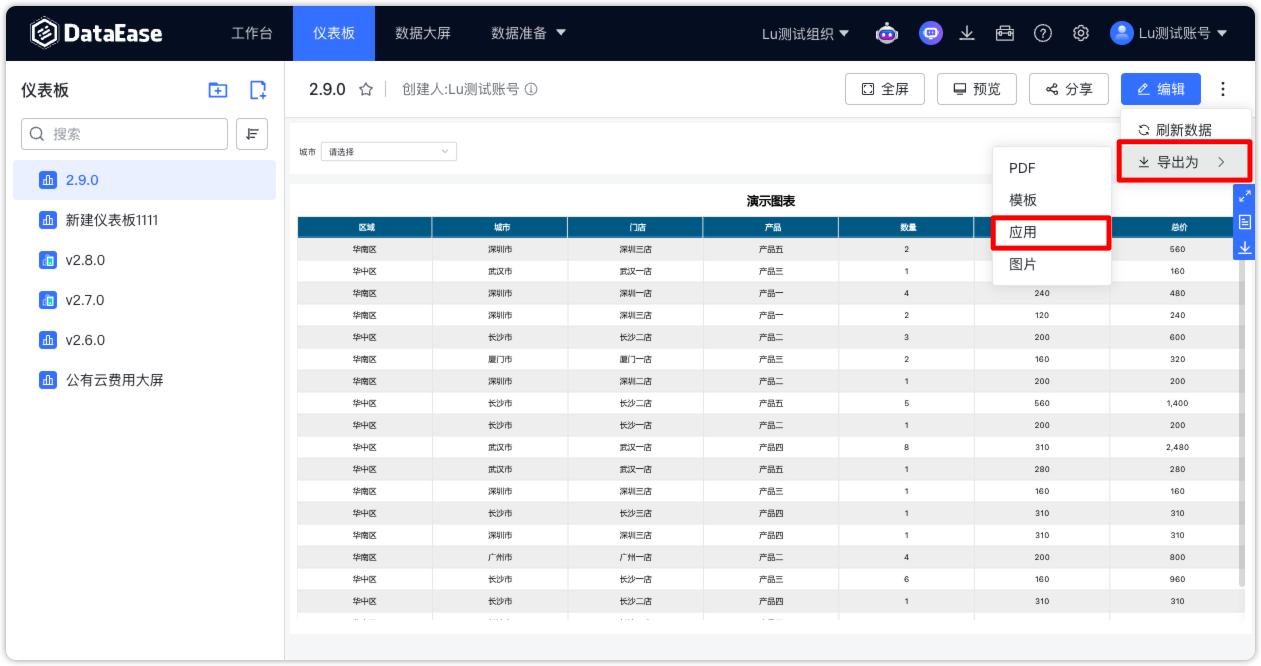 DataEase 工作台 仪表板 数据大屏 数据准备 Lu测试组织 Lu测试账号
仪表板
搜索
2.9.0
新建仪表板1111
v2.8.0
v2.7.0
v2.6.0
公有云费用大屏
2.9.0 创建人:Lu测试账号 全屏 预览 分享 编辑
刷新数据
导出为
PDF
模板
应用
图片
城市 请选择
演示图表
区域 城市 门店 产品 数量 总价
华南区 深圳市 深圳三店 产品五 2 560
华中区 武汉市 武汉一店 产品三 1 160
华南区 深圳市 深圳一店 产品一 4 240 480
华南区 深圳市 深圳三店 产品一 2 120 240
华中区 长沙市 长沙二店 产品二 3 200 600
华南区 厦门市 厦门一店 产品三 2 160 320
华南区 深圳市 深圳二店 产品二 1 200 200
华中区 长沙市 长沙二店 产品五 5 560 1,400
华中区 长沙市 长沙一店 产品二 1 200 200
华中区 武汉市 武汉一店 产品四 8 310 2,480
华中区 武汉市 武汉一店 产品五 1 280 280
华南区 深圳市 深圳三店 产品三 1 160 160
华中区 长沙市 长沙三店 产品四 1 310 310
华南区 深圳市 深圳三店 产品四 1 310 310
华南区 广州市 广州一店 产品二 4 200 800
华中区 长沙市 长沙一店 产品三 6 160 960
华中区 长沙市 长沙二店 产品四 1 310 310